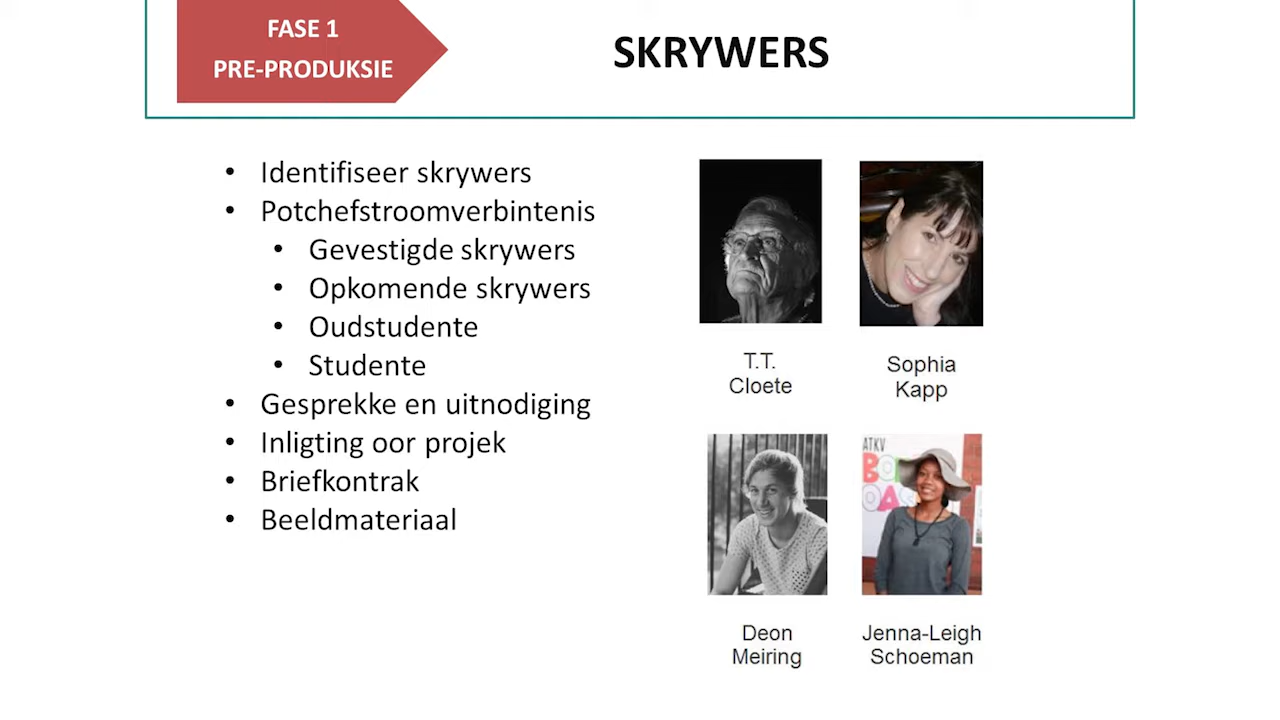 FASE 1
PRE-PRODUKSIE
SKRYWERS
• Identifiseer skrywers
• Potchefstroomverbintenis
• Gevestigde skrywers
• Opkomende skrywers
• Oudstudente
• Studente
• Gesprekke en uitnodiging
• Inligting oor projek
• Briefkontrak
• Beeldmateriaal
T.T.
Cloete
Sophia
Kapp
ATKV
Deon
Meiring
Jenna-Leigh
Schoeman